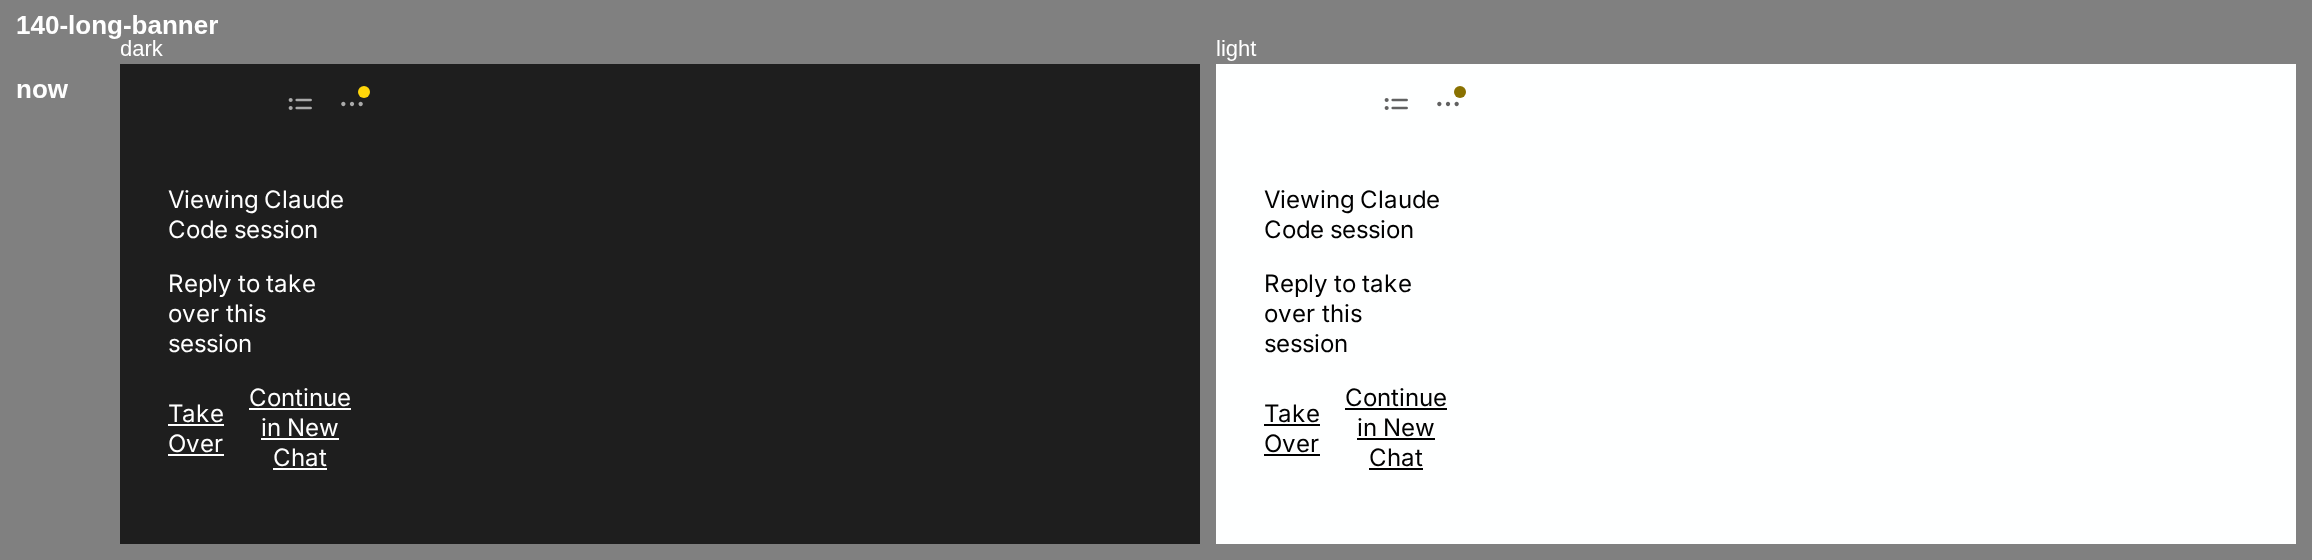 140-long-banner
dark
light
now
Viewing Claude
Code session
Reply to take
over this
session
Take
Over
Continue
in New
Chat
Viewing Claude
Code session
Reply to take
over this
session
Take
Over
Continue
in New
Chat